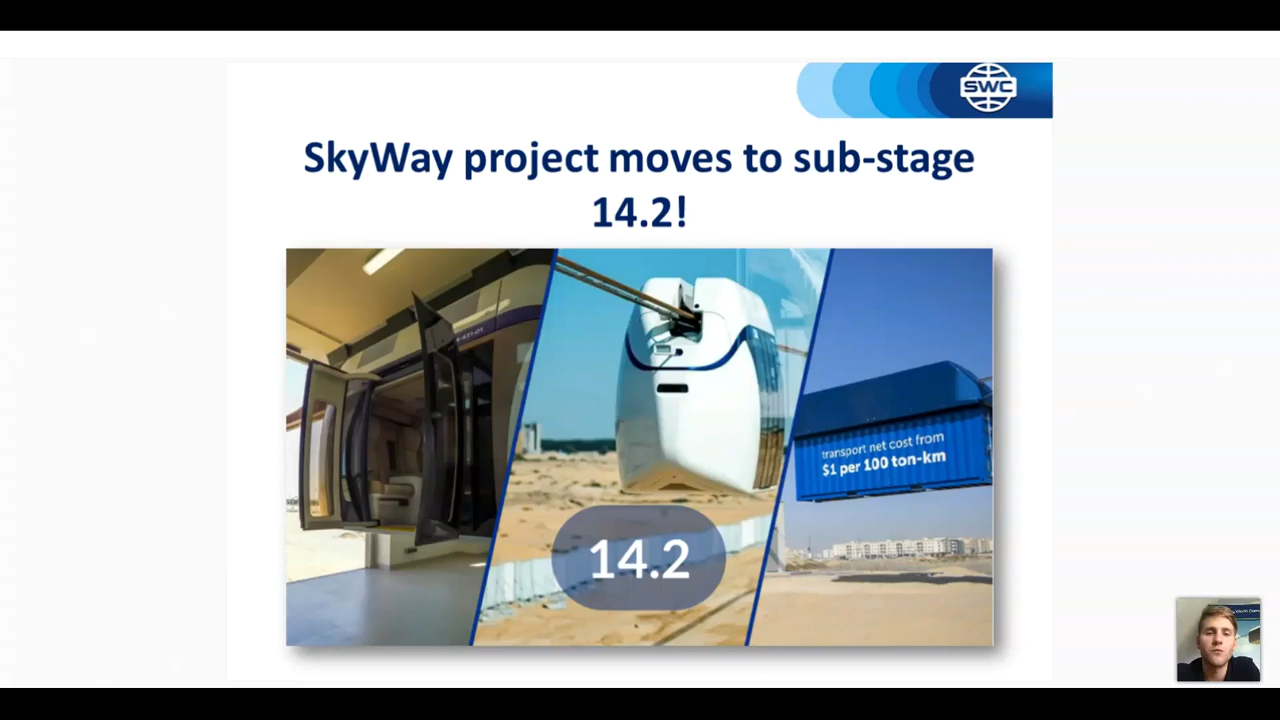 SWC
SkyWay project moves to sub-stage
14.2!
transport net cost from
$1 per 100 ton-km
14.2